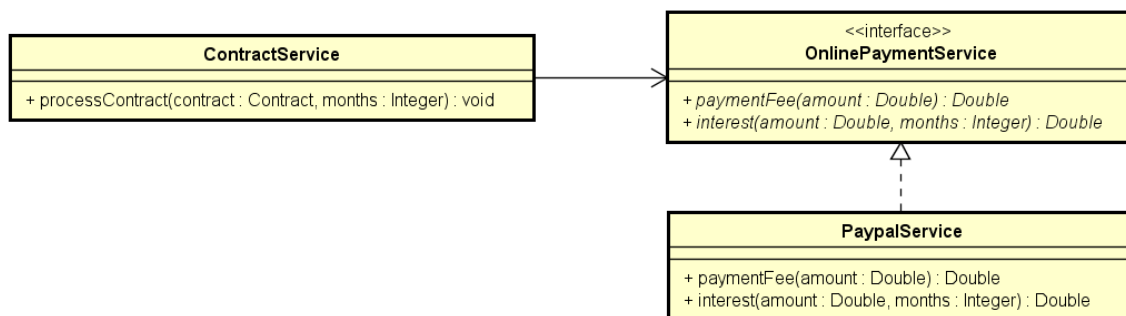 ContractService
+ processContract(contract : Contract, months : Integer) : void
<<interface>>
OnlinePaymentService
+ paymentFee(amount : Double) : Double
+ interest(amount : Double, months : Integer) : Double
PaypalService
+ paymentFee(amount : Double) : Double
+ interest(amount : Double, months : Integer) : Double